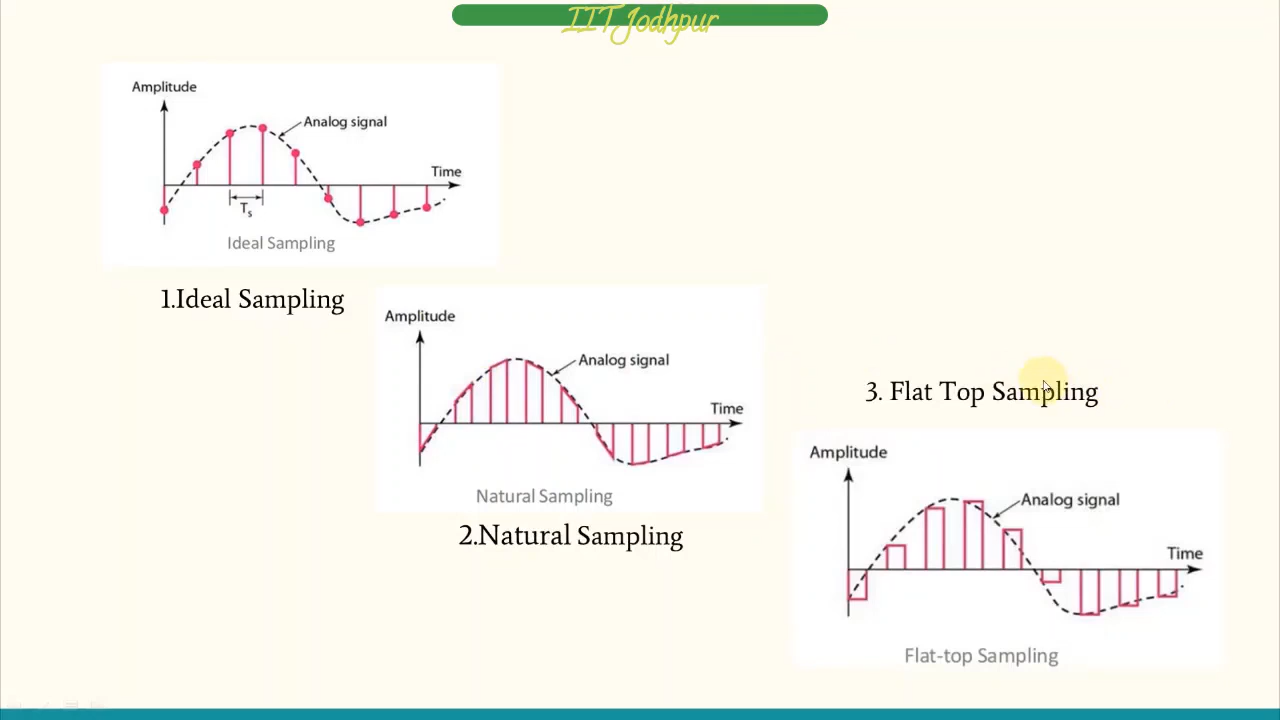 IIT Jodhpur
Amplitude
Analog signal
Time
Ts
Ideal Sampling
1.Ideal Sampling
Amplitude
Analog signal
Time
Natural Sampling
2.Natural Sampling
3. Flat Top Sampling
Amplitude
Analog signal
Time
Flat-top Sampling